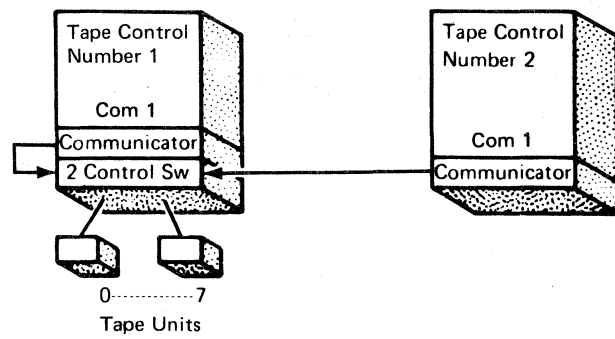 Tape Control
Number 1
Com 1
Communicator
2 Control Sw
0.............7
Tape Units
Tape Control
Number 2
Com 1
Communicator